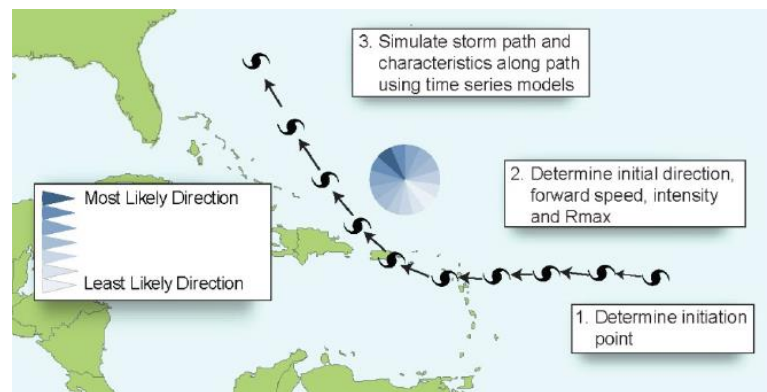 3. Simulate storm path and
characteristics along path
using time series models
2. Determine initial direction,
forward speed, intensity
and Rmax
Most Likely Direction
Least Likely Direction
1. Determine initiation
point